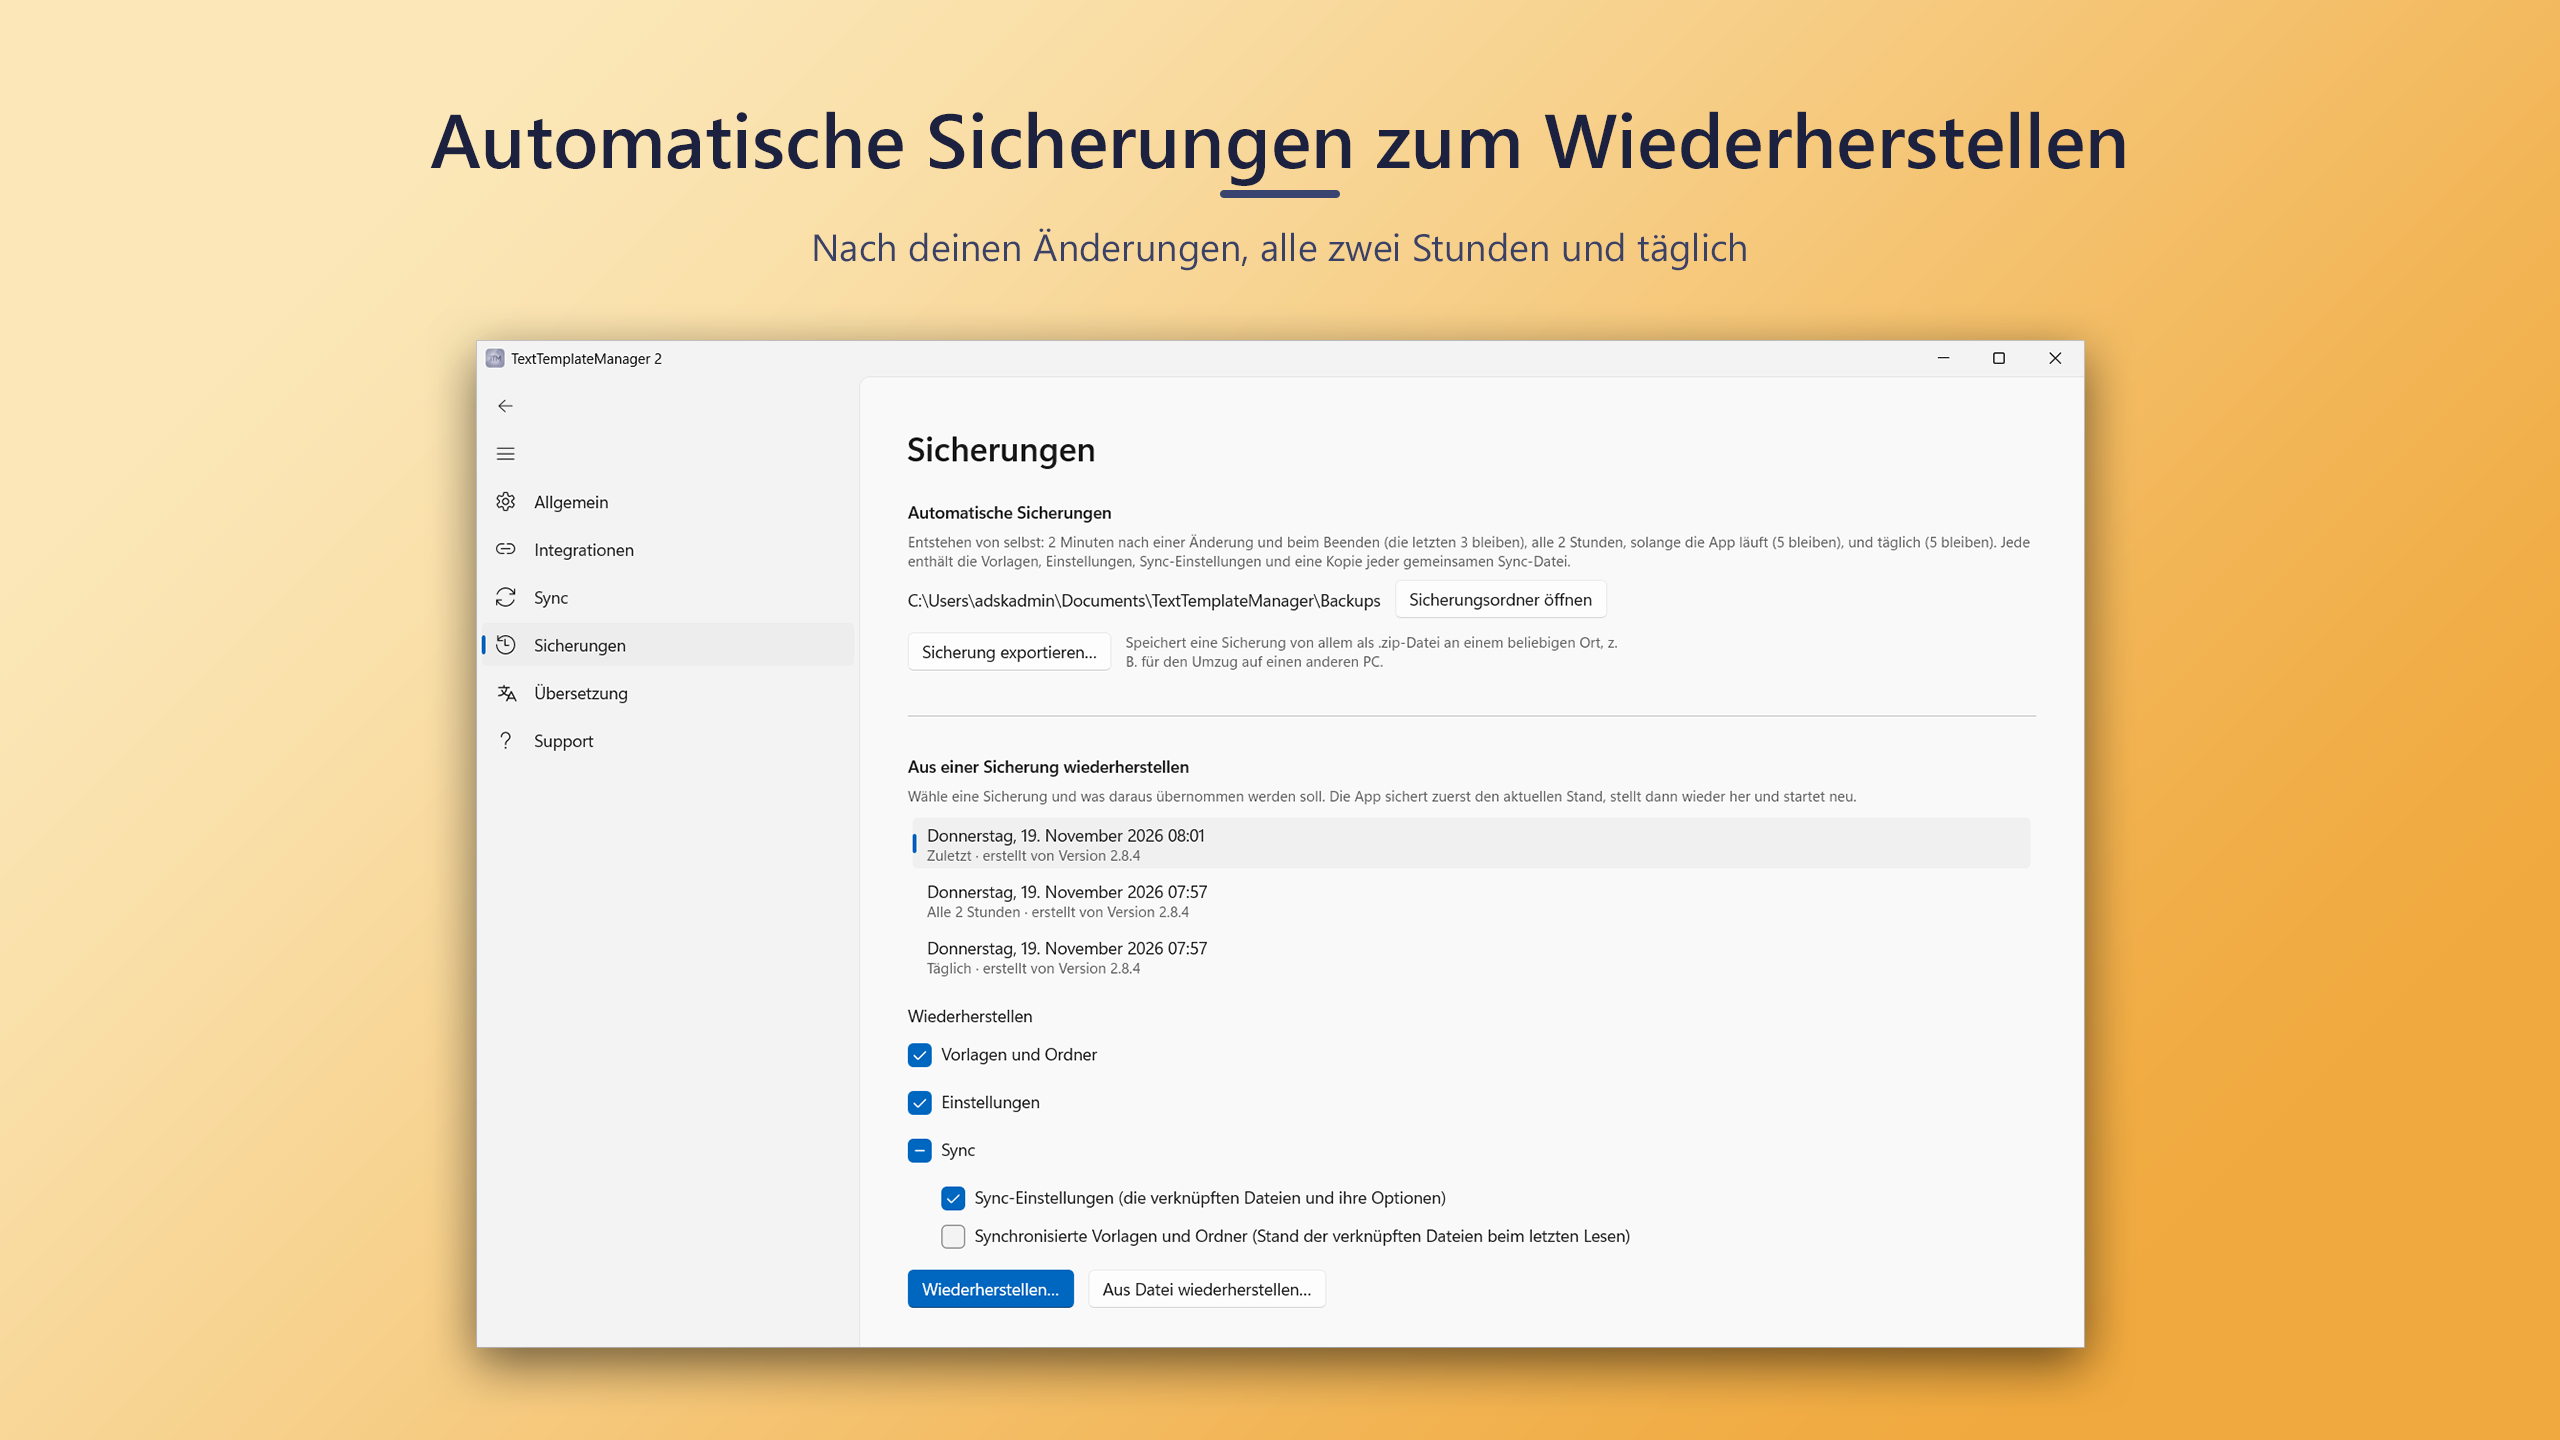 Automatische Sicherungen zum Wiederherstellen
Nach deinen Änderungen, alle zwei Stunden und täglich
TextTemplateManager 2
Allgemein
Integrationen
Sync
Sicherungen
Übersetzung
Support
Sicherungen
Automatische Sicherungen
Entstehen von selbst: 2 Minuten nach einer Änderung und beim Beenden (die letzten 3 bleiben), alle 2 Stunden, solange die App läuft (5 bleiben), und täglich (5 bleiben). Jede
enthält die Vorlagen, Einstellungen, Sync-Einstellungen und eine Kopie jeder gemeinsamen Sync-Datei.
C:\Users\adskadmin\Documents\TextTemplateManager\Backups
Sicherungsordner öffnen
Sicherung exportieren...
Speichert eine Sicherung von allem als .zip-Datei an einem beliebigen Ort, z.
B. für den Umzug auf einen anderen PC.
Aus einer Sicherung wiederherstellen
Wähle eine Sicherung und was daraus übernommen werden soll. Die App sichert zuerst den aktuellen Stand, stellt dann wieder her und startet neu.
Donnerstag, 19. November 2026 08:01
Zuletzt · erstellt von Version 2.8.4
Donnerstag, 19. November 2026 07:57
Alle 2 Stunden · erstellt von Version 2.8.4
Donnerstag, 19. November 2026 07:57
Täglich · erstellt von Version 2.8.4
Wiederherstellen
Vorlagen und Ordner
Einstellungen
Sync
Sync-Einstellungen (die verknüpften Dateien und ihre Optionen)
Synchronisierte Vorlagen und Ordner (Stand der verknüpften Dateien beim letzten Lesen)
Wiederherstellen...
Aus Datei wiederherstellen...